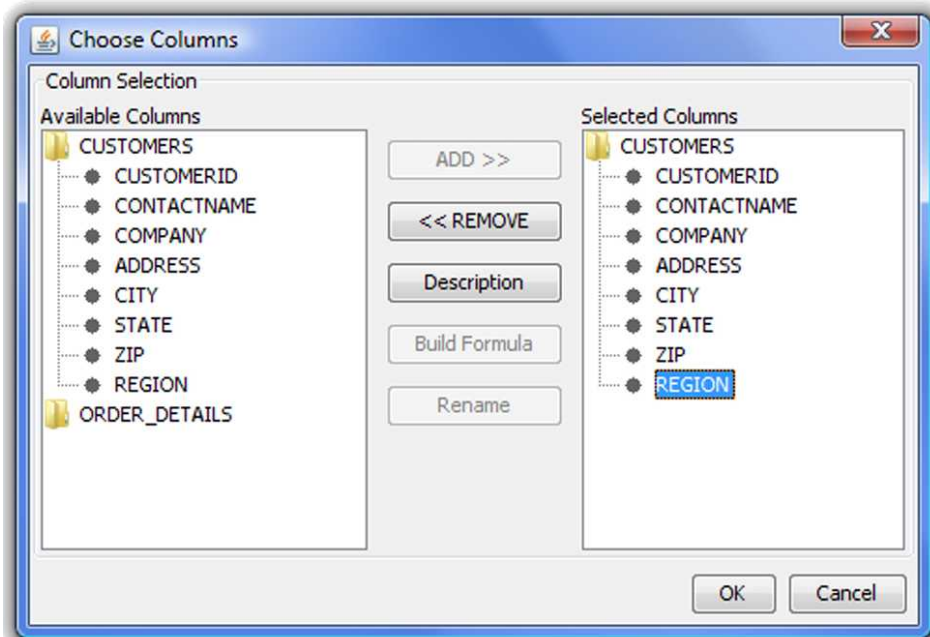 Choose Columns
Column Selection
Available Columns
CUSTOMERS
CUSTOMERID
CONTACTNAME
COMPANY
ADDRESS
CITY
STATE
ZIP
REGION
ORDER_DETAILS
ADD >>
<< REMOVE
Description
Build Formula
Rename
Selected Columns
CUSTOMERS
CUSTOMERID
CONTACTNAME
COMPANY
ADDRESS
CITY
STATE
ZIP
REGION
OK
Cancel